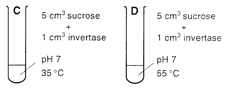 C
5 cm³ sucrose
+
1 cm³ invertase
pH 7
35 °C
D
5 cm³ sucrose
+
1 cm³ invertase
pH 7
55 °C